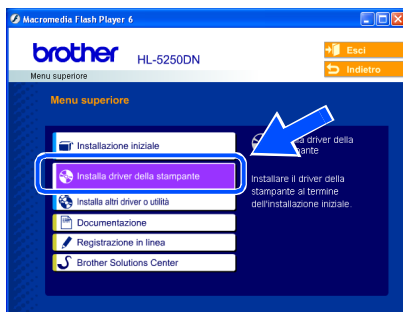 Macromedia Flash Player 6
brother
HL-5250DN
Esci
Indietro
Menu superiore
Menu superiore
Installazione iniziale
Installa driver della stampante
Installa altri driver o utilità
Documentazione
Registrazione in linea
Brother Solutions Center
driver della
Installare il driver della
stampante al termine
dell'installazione iniziale.